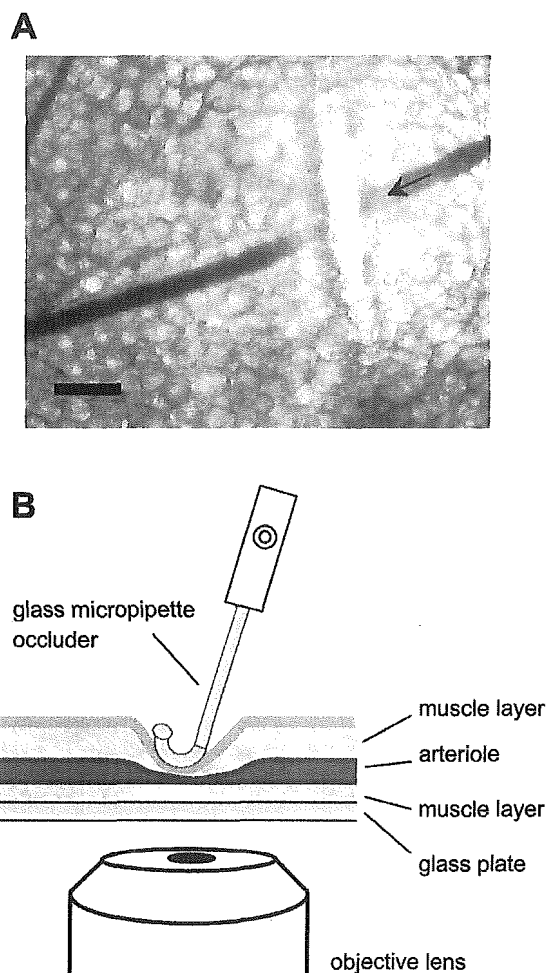 A
B
glass micropipette
occluder
muscle layer
arteriole
muscle layer
glass plate
objective lens